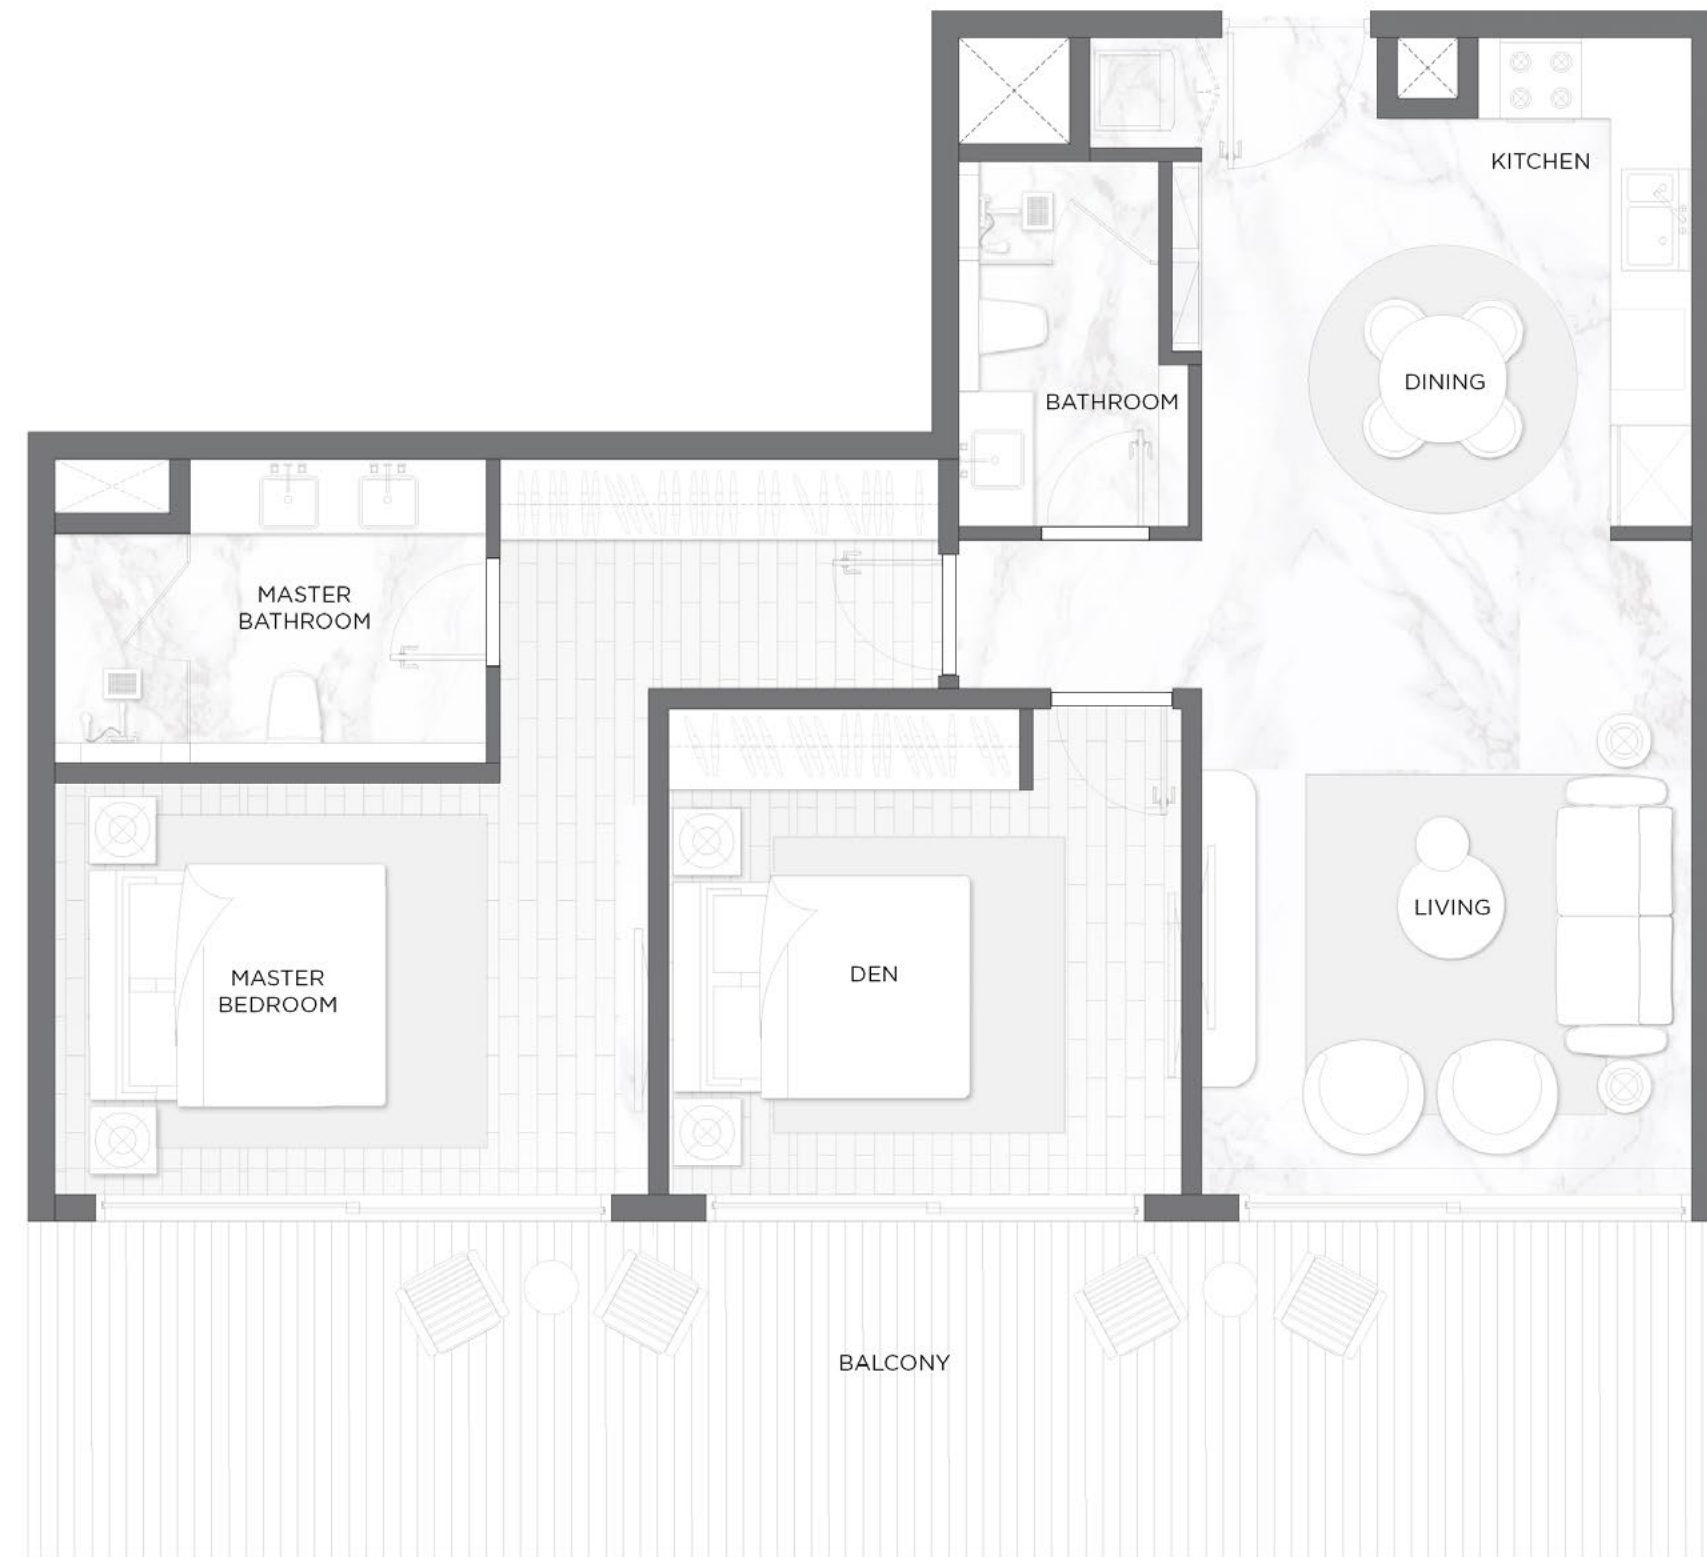 KITCHEN
DINING
BATHROOM
MASTER
BATHROOM
LIVING
DEN
MASTER
BEDROOM
BALCONY